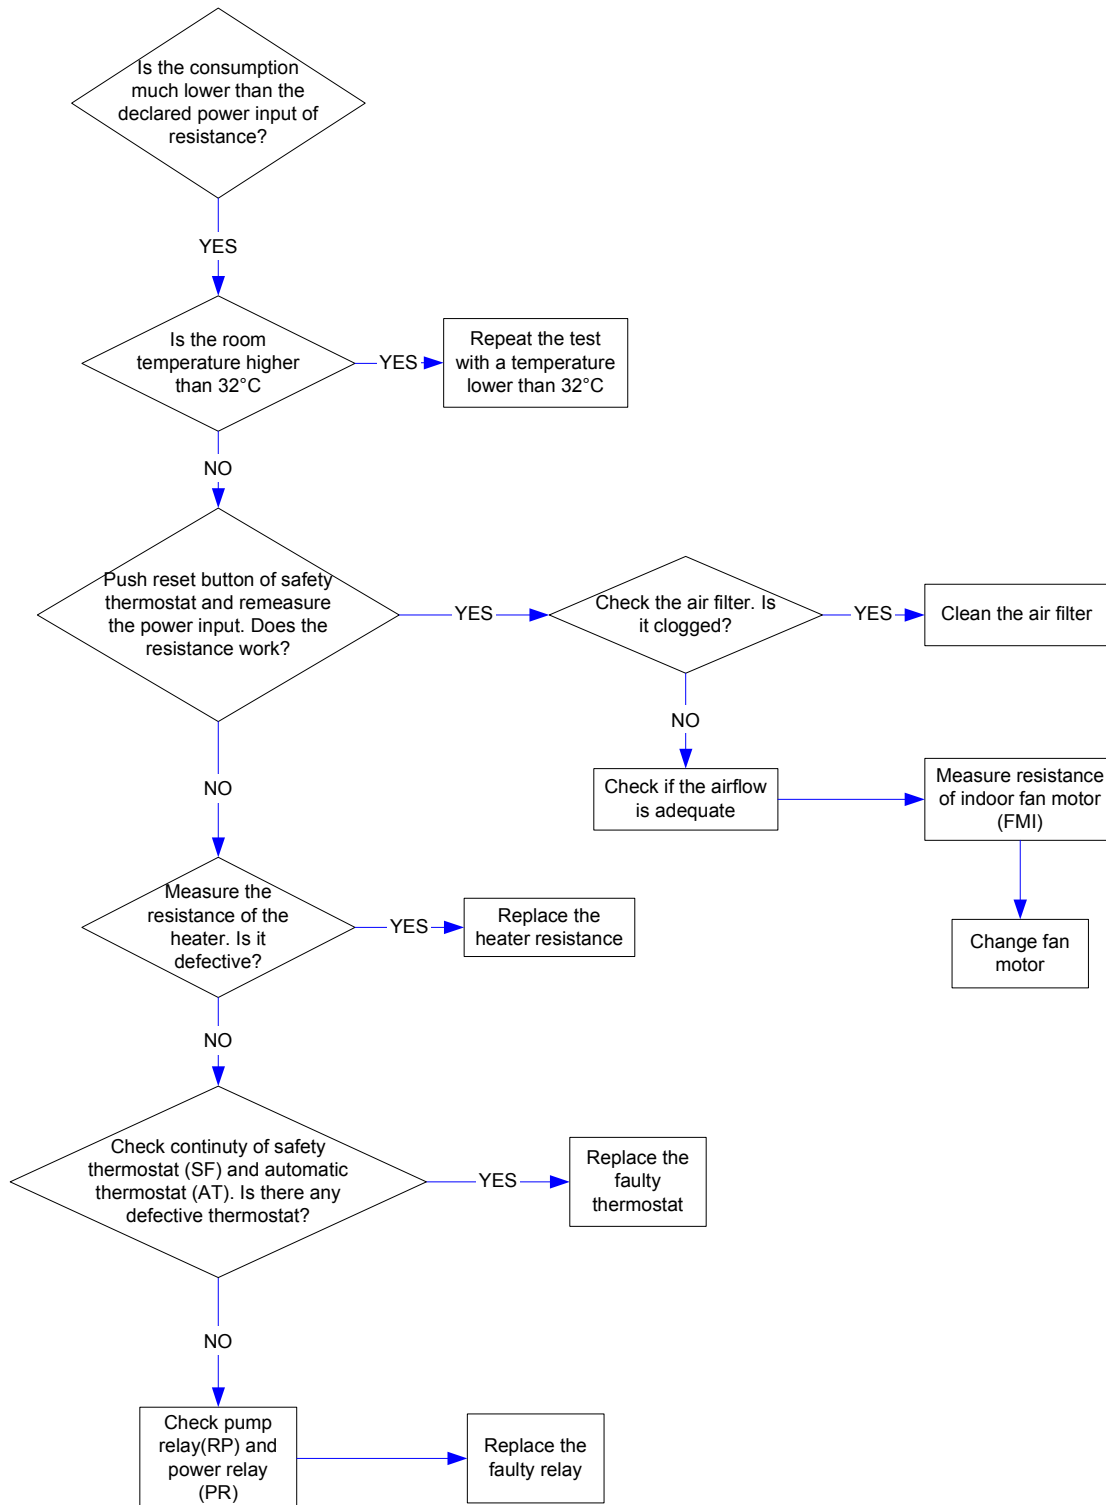 Is the consumption
much lower than the
declared power input of
resistance?
YES
Is the room
temperature higher
than 32°C
YES
Repeat the test
with a temperature
lower than 32°C
NO
Push reset button of safety
thermostat and remeasure
the power input. Does the
resistance work?
YES
Check the air filter. Is
it clogged?
YES
Clean the air filter
NO
Check if the airflow
is adequate
Measure resistance
of indoor fan motor
(FMI)
Change fan
motor
NO
Measure the
resistance of the
heater. Is it
defective?
YES
Replace the
heater resistance
NO
Check continuty of safety
thermostat (SF) and automatic
thermostat (AT). Is there any
defective thermostat?
YES
Replace the
faulty
thermostat
NO
Check pump
relay(RP) and
power relay
(PR)
Replace the
faulty relay